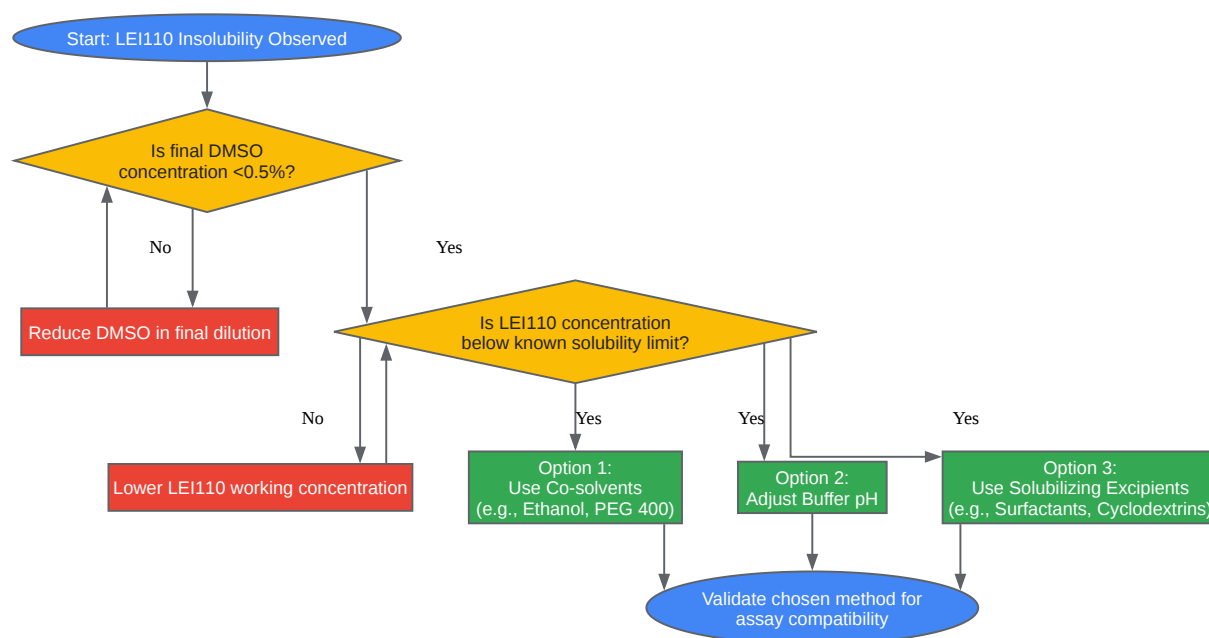 Start: LEI110 Insolubility Observed
Is final DMSO
concentration <0.5%?
No
Yes
Reduce DMSO in final dilution
Is LEI110 concentration
below known solubility limit?
No
Yes
Yes
Yes
Lower LEI110 working concentration
Option 1:
Use Co-solvents
(e.g., Ethanol, PEG 400)
Option 2:
Adjust Buffer pH
Option 3:
Use Solubilizing Excipients
(e.g., Surfactants, Cyclodextrins)
Validate chosen method for
assay compatibility